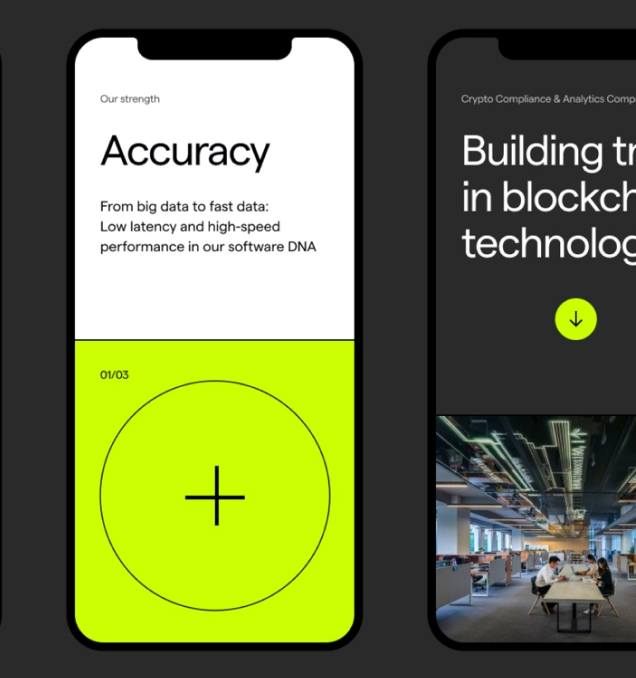 Our strength
Accuracy
From big data to fast data:
Low latency and high-speed
performance in our software DNA
01/03
Crypto Compliance & Analytics Comp
Building tr
in blockch
technolog